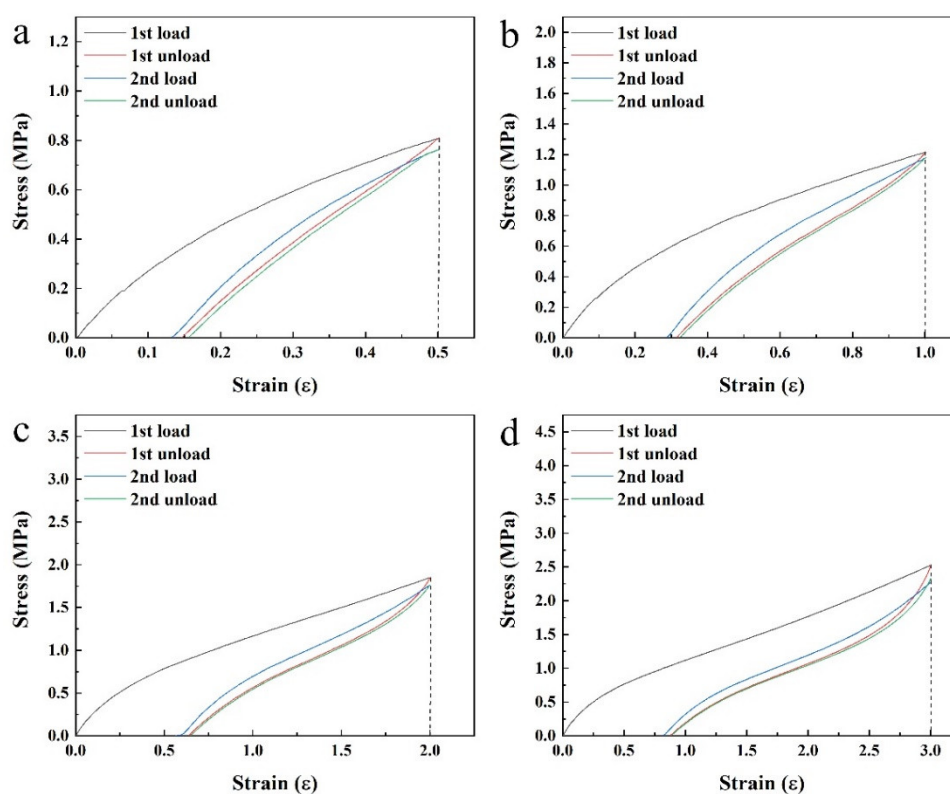 a
1st load
1st unload
2nd load
2nd unload
Stress (MPa)
1.2
1.0
0.8
0.6
0.4
0.2
0.0
0.0 0.1 0.2 0.3 0.4 0.5
Strain (ε)
b
1st load
1st unload
2nd load
2nd unload
Stress (MPa)
2.0
1.8
1.6
1.4
1.2
1.0
0.8
0.6
0.4
0.2
0.0
0.0 0.2 0.4 0.6 0.8 1.0
Strain (ε)
c
1st load
1st unload
2nd load
2nd unload
Stress (MPa)
3.5
3.0
2.5
2.0
1.5
1.0
0.5
0.0
0.0 0.5 1.0 1.5 2.0
Strain (ε)
d
1st load
1st unload
2nd load
2nd unload
Stress (MPa)
4.5
4.0
3.5
3.0
2.5
2.0
1.5
1.0
0.5
0.0
0.0 0.5 1.0 1.5 2.0 2.5 3.0
Strain (ε)